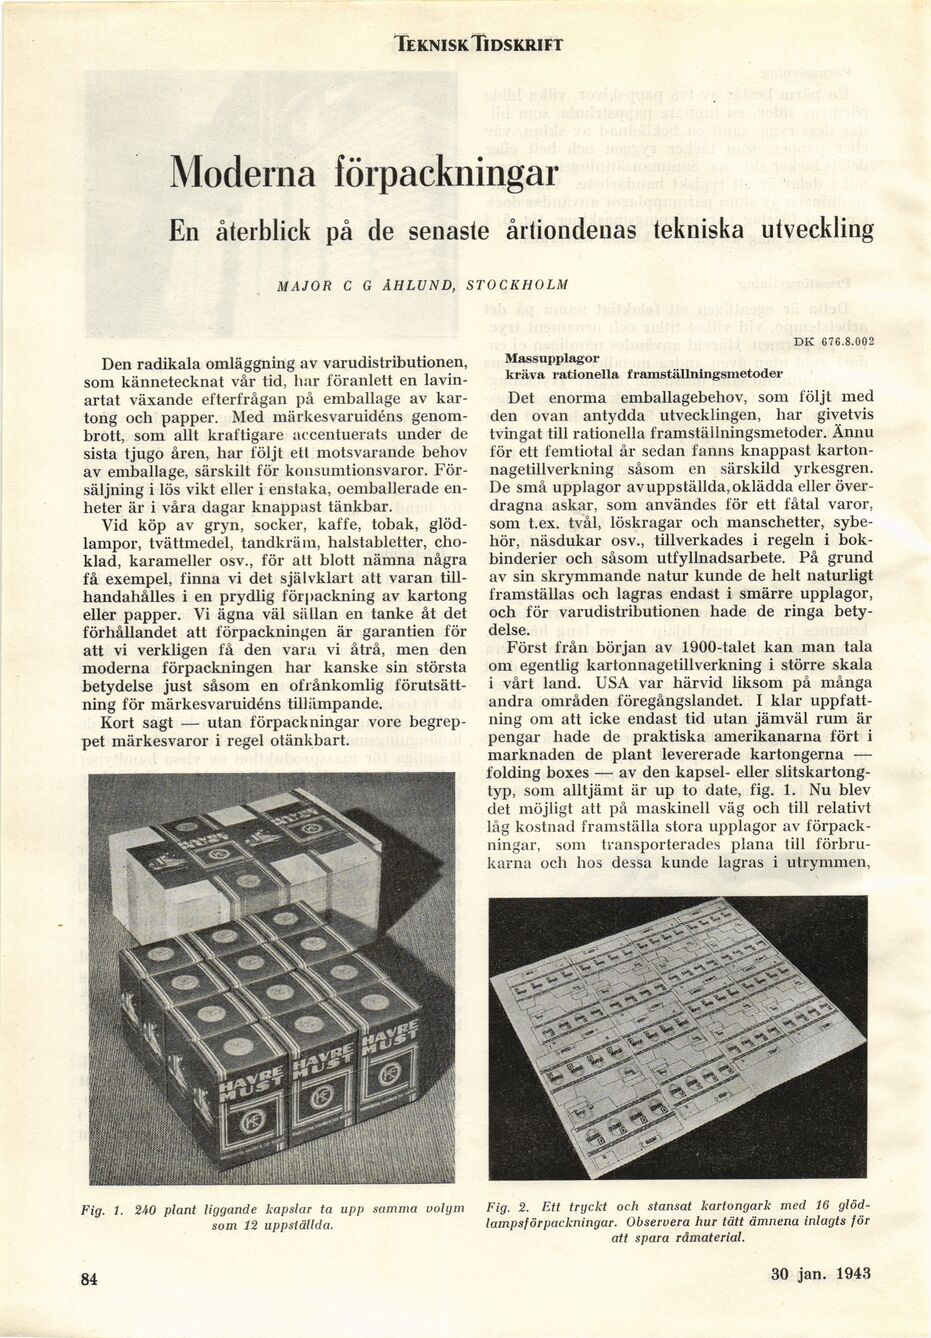 TEKNISK TIDSKRIFT
Moderna förpackningar
En återblick på de senaste årtiondenas tekniska utveckling
MAJOR C G ÅHLUND, STOCKHOLM
DK 676.8.002
Den radikala omläggning av varudistributionen,
som kännetecknat vår tid, har föranlett en lavin-
artat växande efterfrågan på emballage av kar-
tong och papper. Med märkesvaruidéns genom-
brott, som allt kraftigare accentuerats under de
sista tjugo åren, har följt ett motsvarande behov
av emballage, särskilt för konsumtionsvaror. För-
säljning i lös vikt eller i enstaka, oemballerade en-
heter är i våra dagar knappast tänkbar.
Vid köp av gryn, socker, kaffe, tobak, glöd-
lampor, tvättmedel, tandkräm, halstabletter, cho-
klad, karameller osv., för att blott nämna några
få exempel, finna vi det självklart att varan till-
handahålles i en prydlig förpackning av kartong
eller papper. Vi ägna väl sällan en tanke åt det
förhållandet att förpackningen är garantien för
att vi verkligen få den vara vi åtrå, men den
moderna förpackningen har kanske sin största
betydelse just såsom en ofrånkomlig förutsätt-
ning för märkesvaruidéns tillämpande.
Kort sagt — utan förpackningar vore begrep-
pet märkesvaror i regel otänkbart.
HAVRE
MUST
HAVRE
MUST
HAVRE
MUST
Fig. 1. 240 plant liggande kapslar ta upp samma volym
som 12 uppställda.
Massupplagor
kräva rationella framställningsmetoder
Det enorma emballagebehov, som följt med
den ovan antydda utvecklingen, har givetvis
tvingat till rationella framställningsmetoder. Ännu
för ett femtiotal år sedan fanns knappast karton-
nagetillverkning såsom en särskild yrkesgren.
De små upplagor av uppställda, oklädda eller över-
dragna askar, som användes för ett fåtal varor,
som t.ex. tvål, löskragar och manschetter, sybe-
hör, näsdukar osv., tillverkades i regeln i bok-
binderier och såsom utfyllnadsarbete. På grund
av sin skrymmande natur kunde de helt naturligt
framställas och lagras endast i smärre upplagor,
och för varudistributionen hade de ringa bety-
delse.
Först från början av 1900-talet kan man tala
om egentlig kartonnagetillverkning i större skala
i vårt land. USA var härvid liksom på många
andra områden föregångslandet. I klar uppfatt-
ning om att icke endast tid utan jämväl rum är
pengar hade de praktiska amerikanarna fört i
marknaden de plant levererade kartongerna —
folding boxes — av den kapsel- eller slitskartong-
typ, som alltjämt är up to date, fig. 1. Nu blev
det möjligt att på maskinell väg och till relativt
låg kostnad framställa stora upplagor av förpack-
ningar, som transporterades plana till förbru-
karna och hos dessa kunde lagras i utrymmen,
Fig. 2. Ett tryckt och stansat kartongark med 16 glöd-
lampsförpackningar. Observera hur tätt ämnena inlagts för
att spara råmaterial.
84
30 jan. 1943